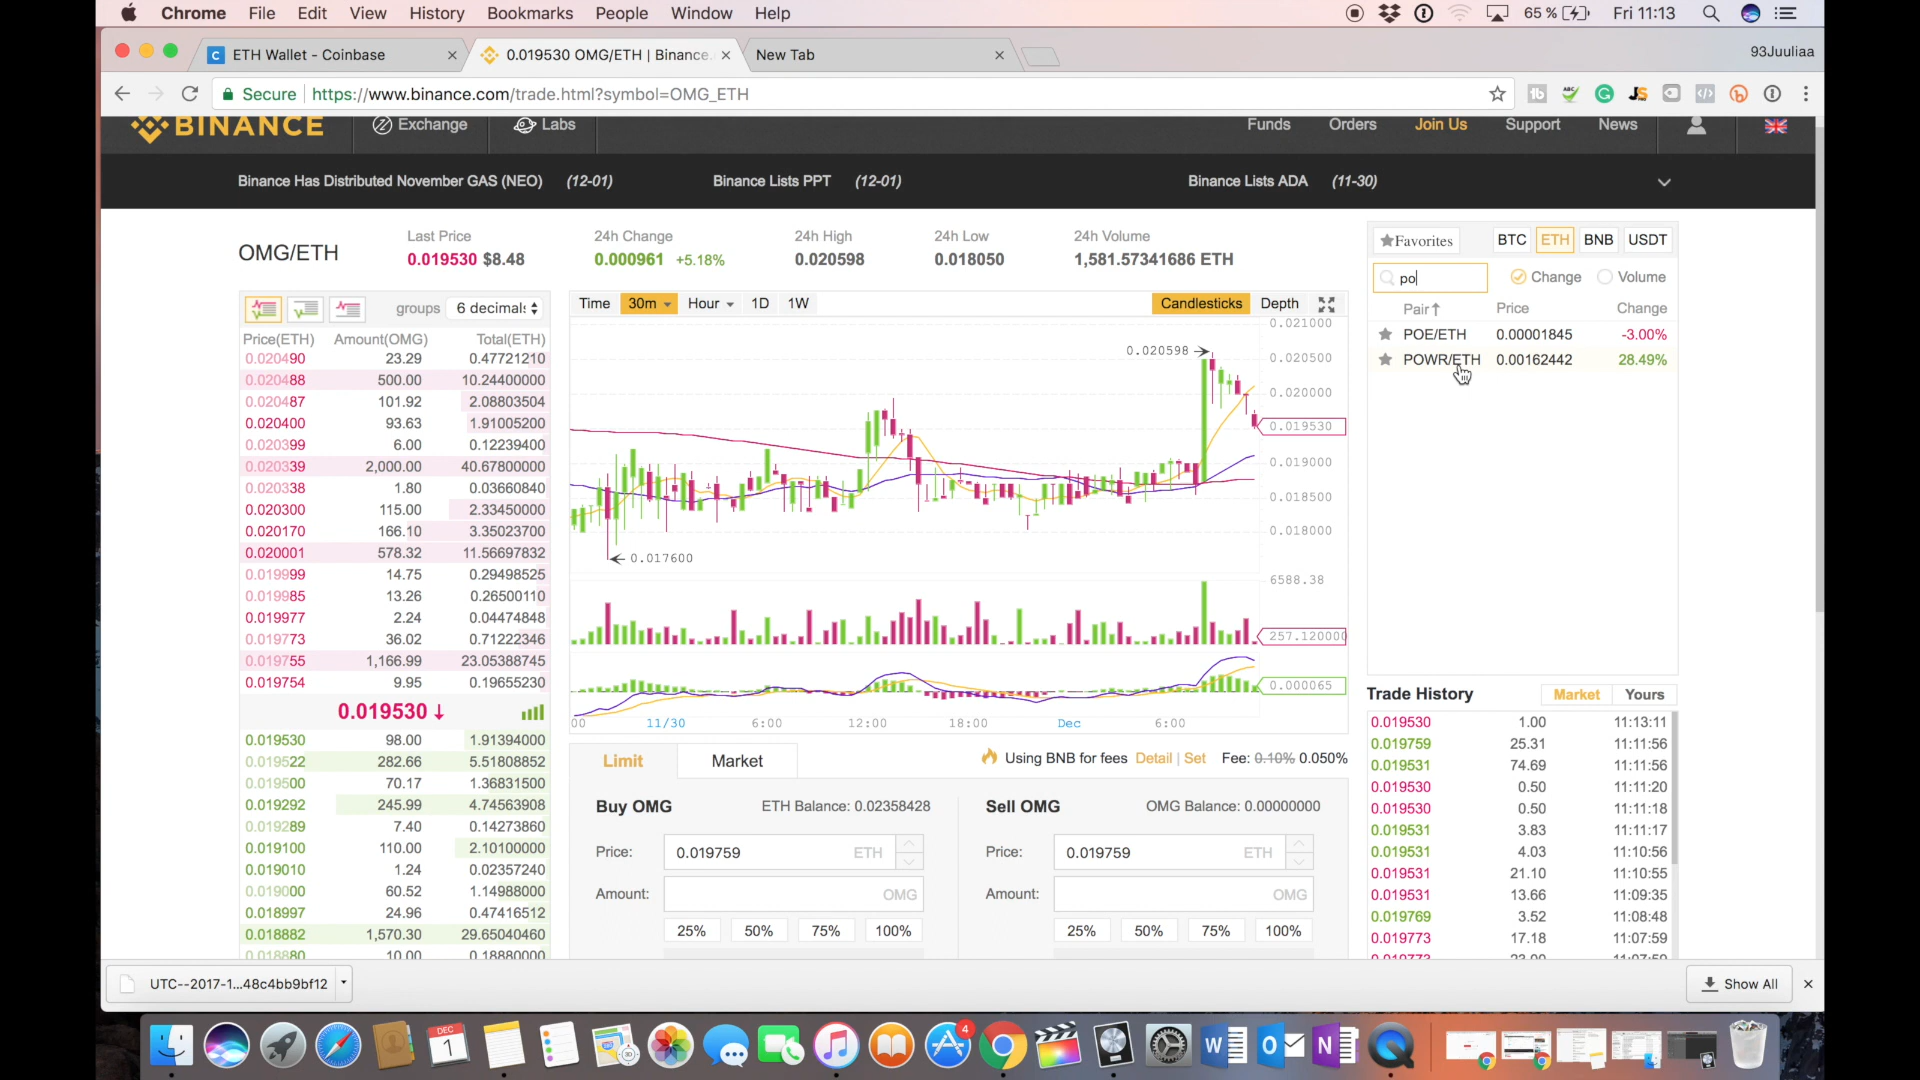 Chrome File Edit View History Bookmarks People Window Help 65 % Fri 11:13
ETH Wallet - Coinbase 0.019530 OMG/ETH | Binance. New Tab 93Juuliaa
Secure https://www.binance.com/trade.html?symbol=OMG_ETH
BINANCE Exchange Labs Funds Orders Join Us Support News
Binance Has Distributed November GAS (NEO) (12-01) Binance Lists PPT (12-01) Binance Lists ADA (11-30)
OMG/ETH
Last Price 24h Change 24h High 24h Low 24h Volume
0.019530 $8.48 0.000961 +5.18% 0.020598 0.018050 1,581.57341686 ETH
groups 6 decimals
Price(ETH) Amount(OMG) Total(ETH)
0.020490 23.29 0.47721210
0.020488 500.00 10.24400000
0.020487 101.92 2.08803504
0.020400 93.63 1.91005200
0.020399 6.00 0.12239400
0.020339 2,000.00 40.67800000
0.020338 1.80 0.03660840
0.020300 115.00 2.33450000
0.020170 166.10 3.35023700
0.020001 578.32 11.56697832
0.019999 14.75 0.29498525
0.019985 13.26 0.26500110
0.019977 2.24 0.04474848
0.019773 36.02 0.71222346
0.019755 1,166.99 23.05388745
0.019754 9.95 0.19655230
0.019530 ↓
0.019530 98.00 1.91394000
0.019522 282.66 5.51808852
0.019500 70.17 1.36831500
0.019292 245.99 4.74563908
0.019289 7.40 0.14273860
0.019100 110.00 2.10100000
0.019010 1.24 0.02357240
0.019000 60.52 1.14988000
0.018997 24.96 0.47416512
0.018882 1,570.30 29.65040460
0.018880 10.00 0.18880000
Time 30m Hour 1D 1W Candlesticks Depth
0.021000
0.020598 0.020500
0.020000
0.019530
0.019000
0.018500
0.018000
0.017600
6588.38
257.120000
0.000065
00 11/30 6:00 12:00 18:00 Dec 6:00
Limit Market Using BNB for fees Detail | Set Fee: 0.10% 0.050%
Buy OMG ETH Balance: 0.02358428 Sell OMG OMG Balance: 0.00000000
Price: 0.019759 ETH Price: 0.019759 ETH
Amount: OMG Amount: OMG
25% 50% 75% 100% 25% 50% 75% 100%
Favorites BTC ETH BNB USDT
po Change Volume
Pair↑ Price Change
POE/ETH 0.00001845 -3.00%
POWR/ETH 0.00162442 28.49%
Trade History Market Yours
0.019530 1.00 11:13:11
0.019759 25.31 11:11:56
0.019531 74.69 11:11:56
0.019530 0.50 11:11:20
0.019530 0.50 11:11:18
0.019531 3.83 11:11:17
0.019531 4.03 11:10:56
0.019531 21.10 11:10:55
0.019531 13.66 11:09:35
0.019769 3.52 11:08:48
0.019773 17.18 11:07:59
UTC--2017-1...48c4bb9bf12 Show All
DEC
1
4